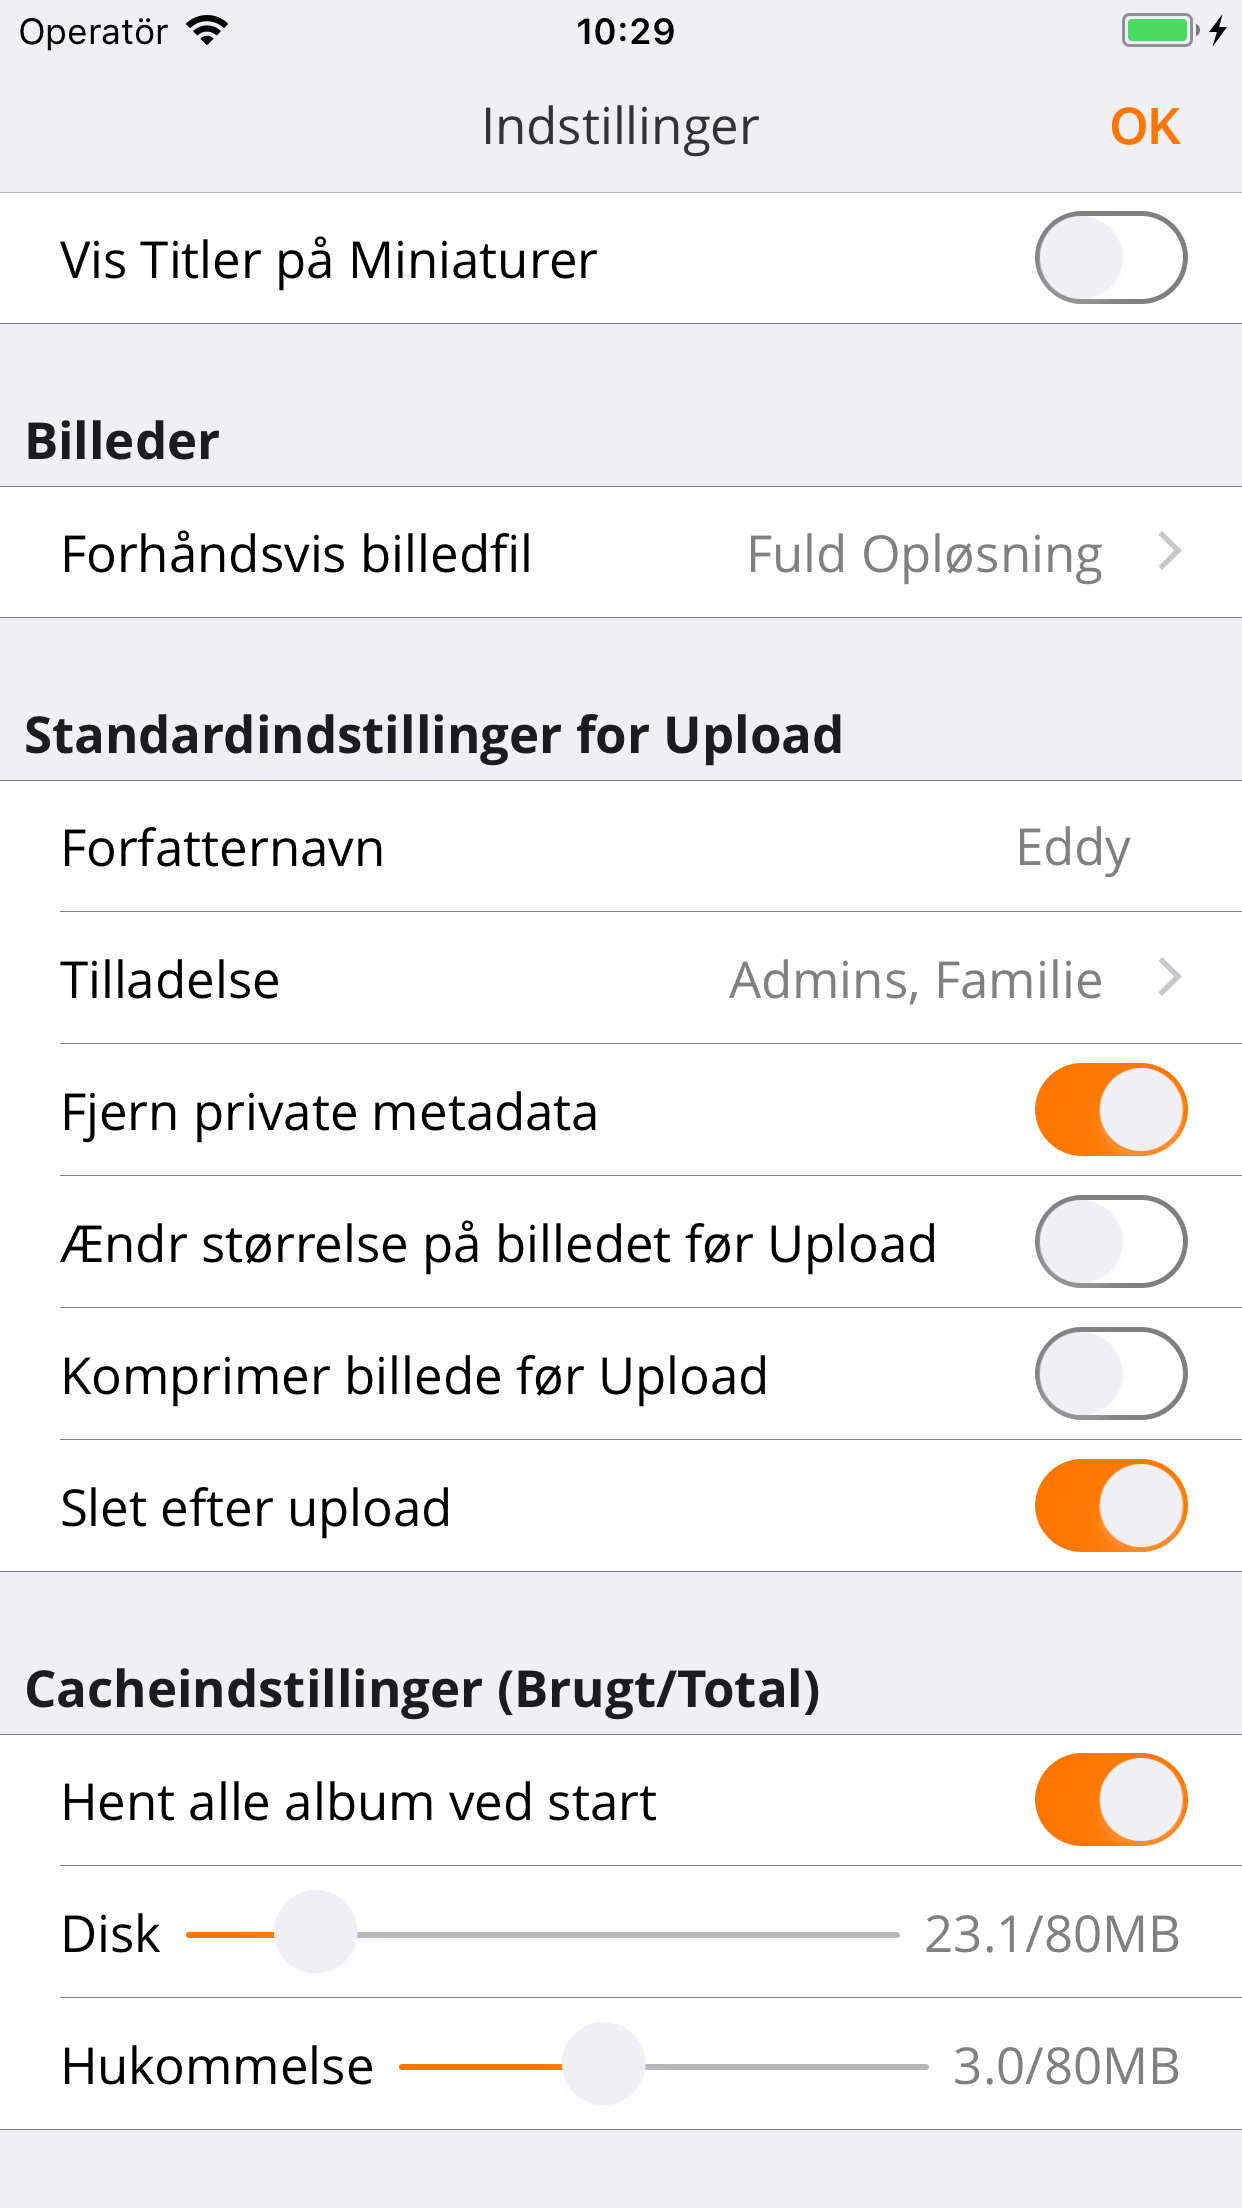 Operatör
10:29
Indstillinger
OK
Vis Titler på Miniaturer
Billeder
Forhåndsvis billedfil Fuld Opløsning
Standardindstillinger for Upload
Forfatternavn Eddy
Tilladelse Admins, Familie
Fjern private metadata
Ændr størrelse på billedet før Upload
Komprimer billede før Upload
Slet efter upload
Cacheindstillinger (Brugt/Total)
Hent alle album ved start
Disk 23.1/80MB
Hukommelse 3.0/80MB